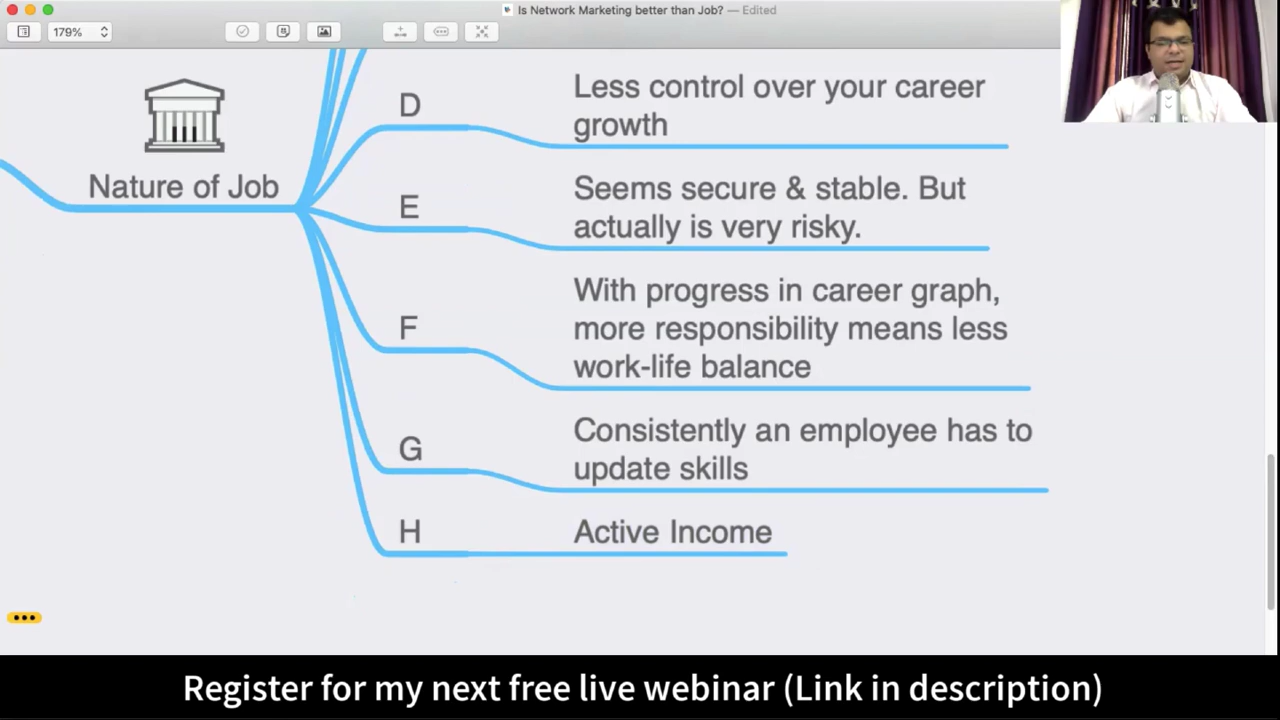 Is Network Marketing better than Job? — Edited
179%
Nature of Job
D
Less control over your career
growth
E
Seems secure & stable. But
actually is very risky.
F
With progress in career graph,
more responsibility means less
work-life balance
G
Consistently an employee has to
update skills
H
Active Income
Register for my next free live webinar (Link in description)